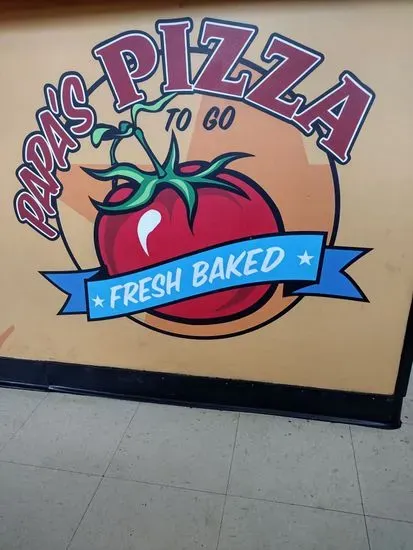 PAPA'S PIZZA
TO GO
FRESH BAKED